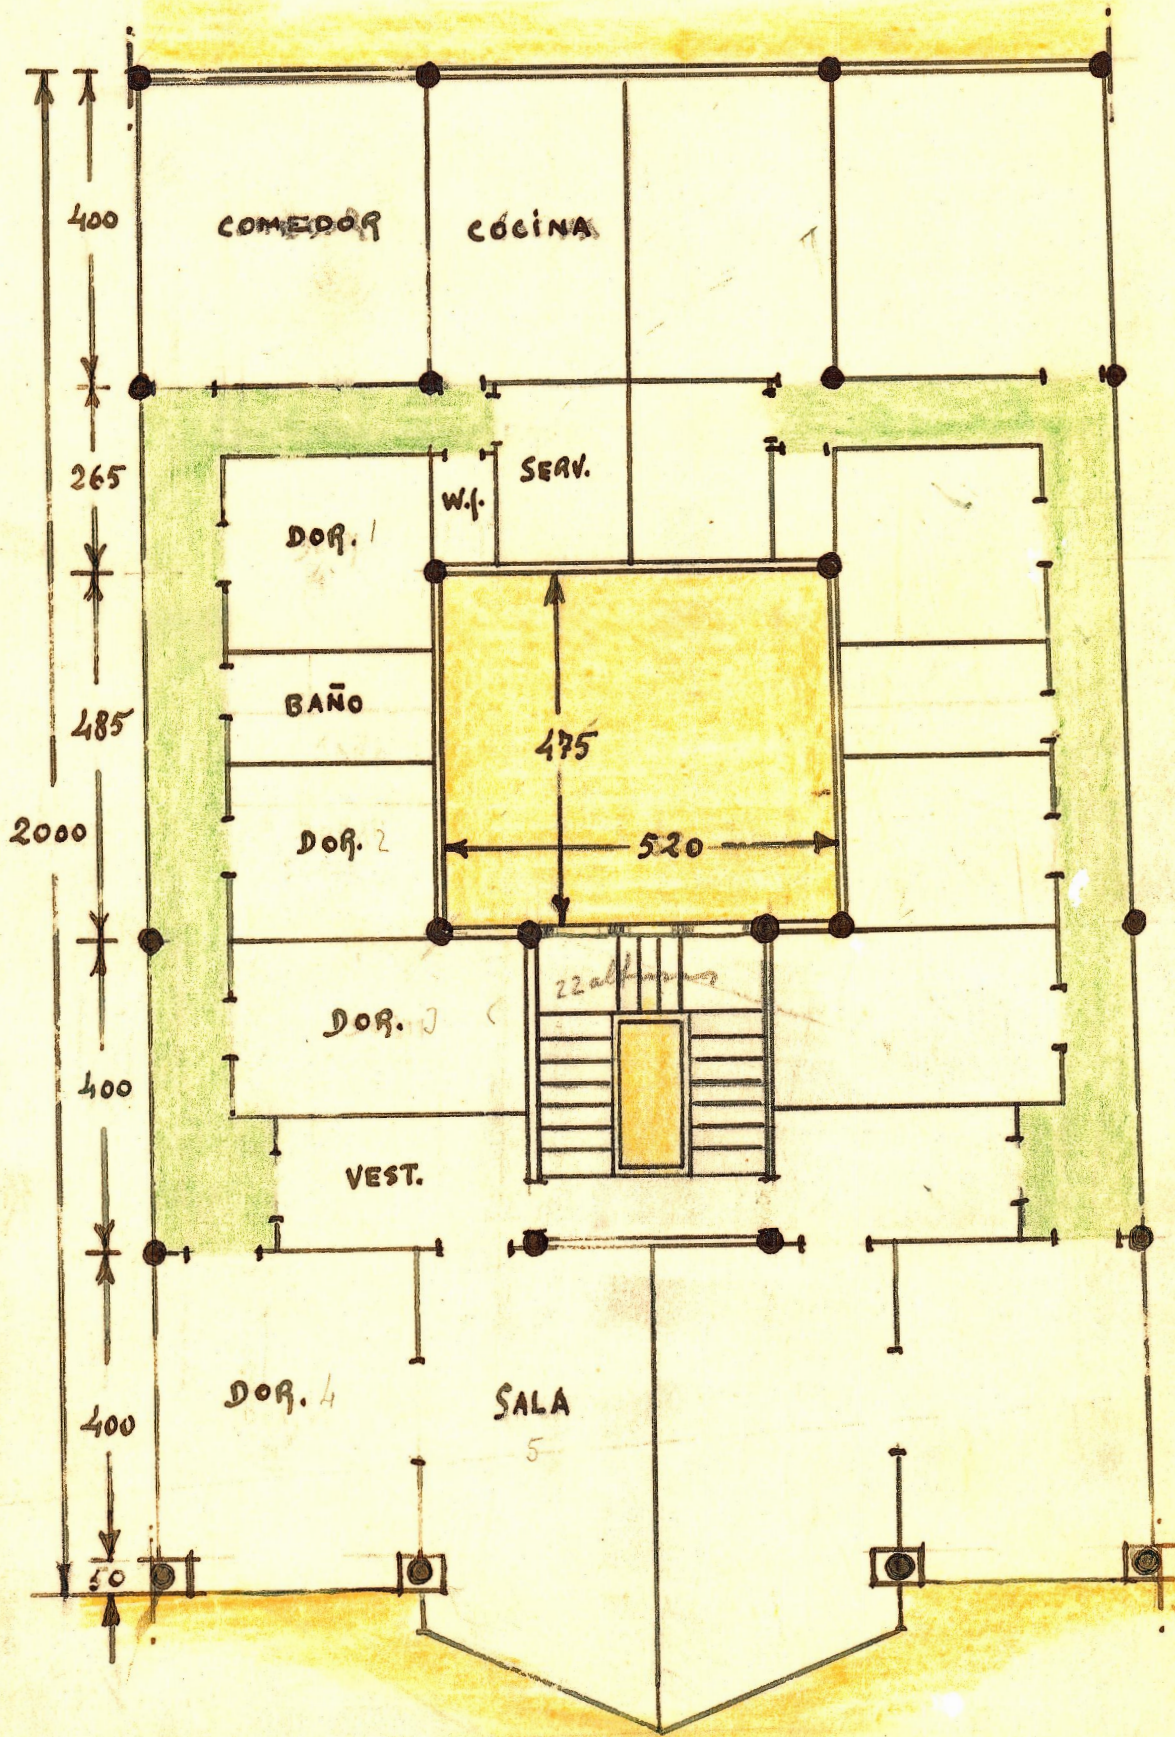 400
COMEDOR
COCINA
265
SERV.
W.C.
DOR. 1
BAÑO
485
475
2000
DOR. 2
520
22 alturas
DOR. 3
400
VEST.
DOR. 4
SALA
5
400
50